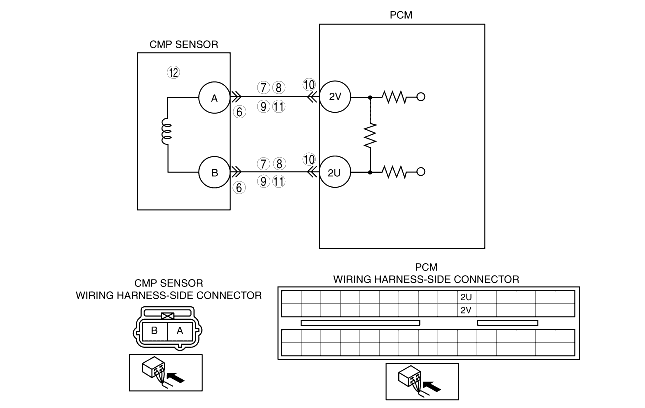 PCM
CMP SENSOR
12
A
7 8
10
2V
6
9 11
B
7 8
10
2U
6
9 11
CMP SENSOR
WIRING HARNESS-SIDE CONNECTOR
B A
PCM
WIRING HARNESS-SIDE CONNECTOR
2U
2V